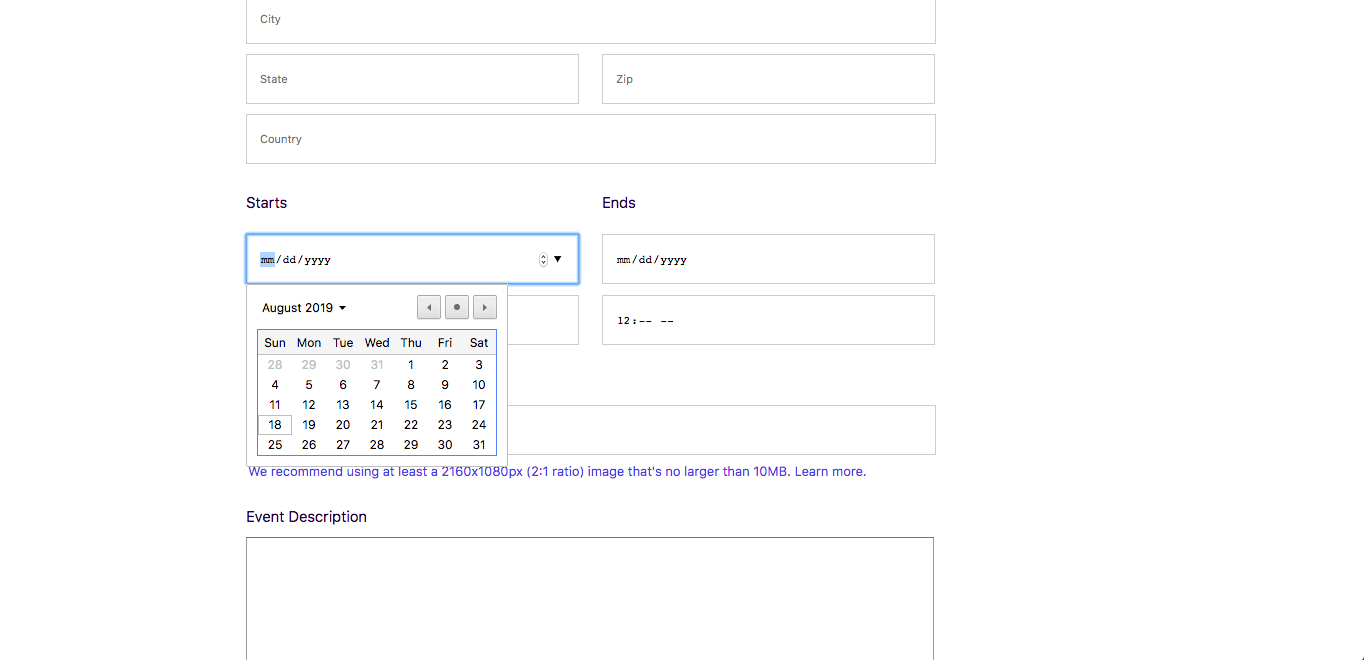 City
State Zip
Country
Starts Ends
mm/dd/yyyy mm/dd/yyyy
August 2019
12:-- --
Sun Mon Tue Wed Thu Fri Sat
28 29 30 31 1 2 3
4 5 6 7 8 9 10
11 12 13 14 15 16 17
18 19 20 21 22 23 24
25 26 27 28 29 30 31
We recommend using at least a 2160x1080px (2:1 ratio) image that's no larger than 10MB. Learn more.
Event Description